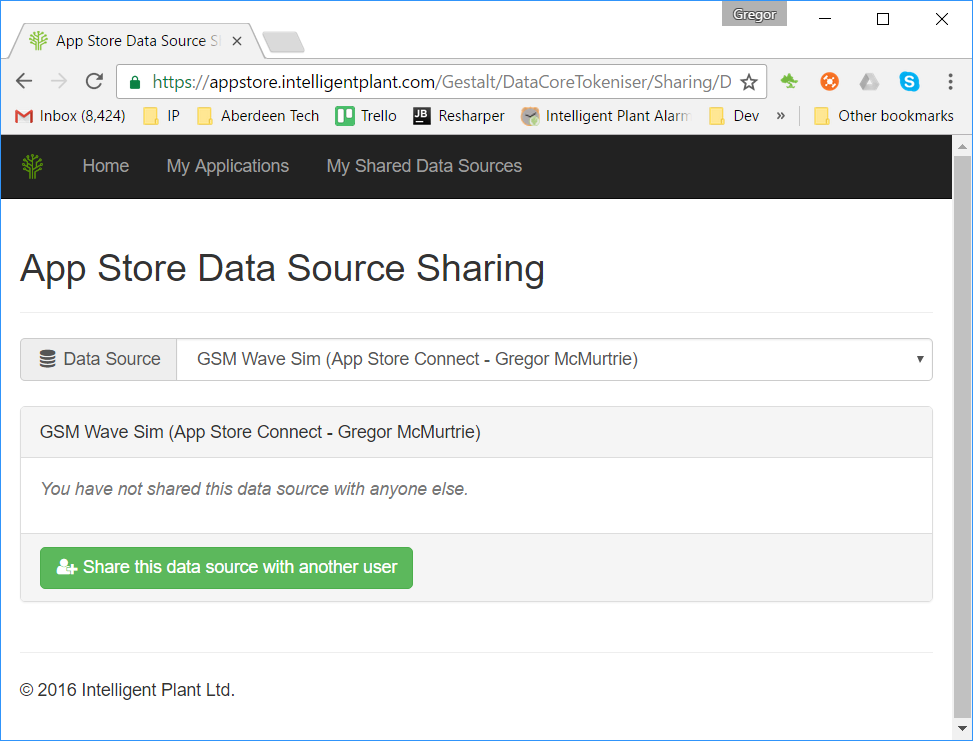 Gregor
App Store Data Source S
https://appstore.intelligentplant.com/Gestalt/DataCoreTokeniser/Sharing/D
Inbox (8,424) IP Aberdeen Tech Trello JB Resharper Intelligent Plant Alarm Dev » Other bookmarks
Home My Applications My Shared Data Sources
App Store Data Source Sharing
Data Source GSM Wave Sim (App Store Connect - Gregor McMurtrie)
GSM Wave Sim (App Store Connect - Gregor McMurtrie)
You have not shared this data source with anyone else.
Share this data source with another user
© 2016 Intelligent Plant Ltd.